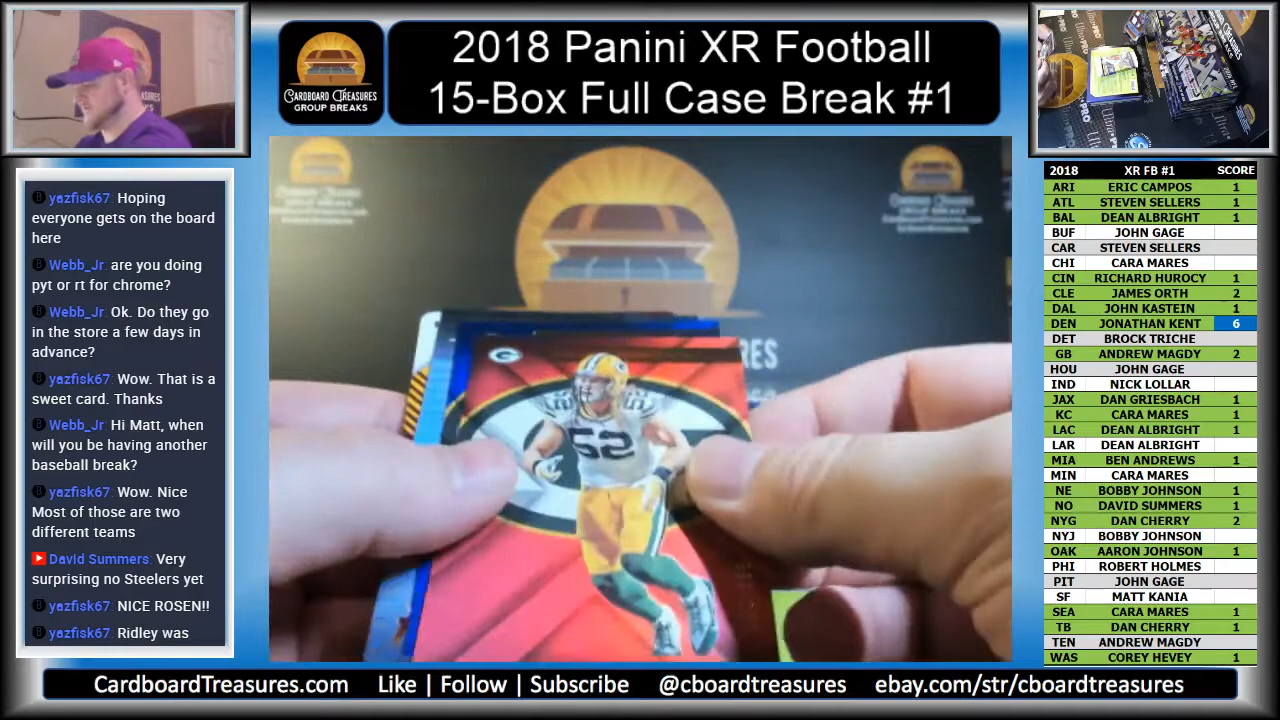 CARDBOARD TREASURES
GROUP BREAKS
2018 Panini XR Football
15-Box Full Case Break #1
yazfisk67: Hoping
everyone gets on the board
here
Webb_Jr: are you doing
pyt or rt for chrome?
Webb_Jr: Ok. Do they go
in the store a few days in
advance?
yazfisk67: Wow. That is a
sweet card. Thanks
Webb_Jr: Hi Matt, when
will you be having another
baseball break?
yazfisk67: Wow. Nice
Most of those are two
different teams
David Summers: Very
surprising no Steelers yet
yazfisk67: NICE ROSEN!!
yazfisk67: Ridley was
G
52
2018 XR FB #1 SCORE
ARI ERIC CAMPOS 1
ATL STEVEN SELLERS 1
BAL DEAN ALBRIGHT 1
BUF JOHN GAGE
CAR STEVEN SELLERS
CHI CARA MARES
CIN RICHARD HUROCY 1
CLE JAMES ORTH 2
DAL JOHN KASTEIN 1
DEN JONATHAN KENT 6
DET BROCK TRICHE
GB ANDREW MAGDY 2
HOU JOHN GAGE
IND NICK LOLLAR
JAX DAN GRIESBACH 1
KC CARA MARES 1
LAC DEAN ALBRIGHT 1
LAR DEAN ALBRIGHT
MIA BEN ANDREWS 1
MIN CARA MARES
NE BOBBY JOHNSON 1
NO DAVID SUMMERS 1
NYG DAN CHERRY 2
NYJ BOBBY JOHNSON
OAK AARON JOHNSON 1
PHI ROBERT HOLMES
PIT JOHN GAGE
SF MATT KANIA
SEA CARA MARES 1
TB DAN CHERRY 1
TEN ANDREW MAGDY
WAS COREY HEVEY 1
CardboardTreasures.com Like | Follow | Subscribe @cboardtreasures ebay.com/str/cboardtreasures